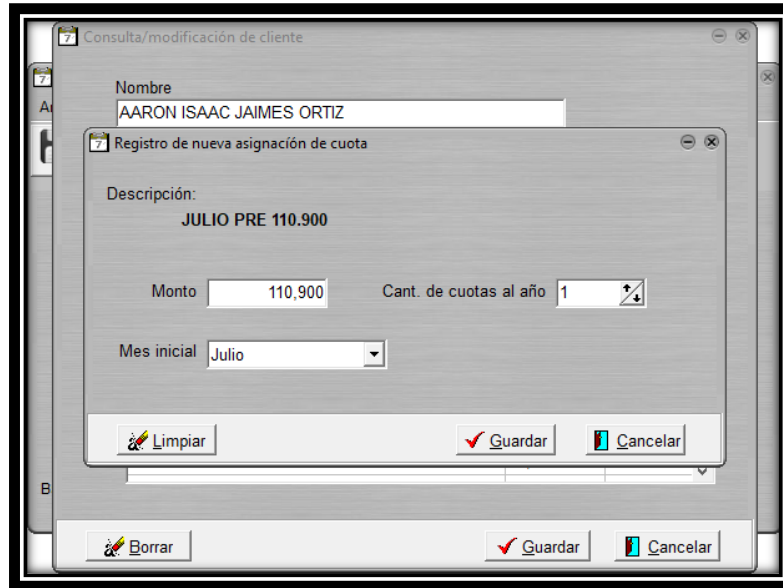 Consulta/modificación de cliente
Nombre
AARON ISAAC JAIMES ORTIZ
Registro de nueva asignacíón de cuota
Descripción:
JULIO PRE 110.900
Monto 110,900 Cant. de cuotas al año 1
Mes inicial Julio
Limpiar Guardar Cancelar
B
Borrar Guardar Cancelar